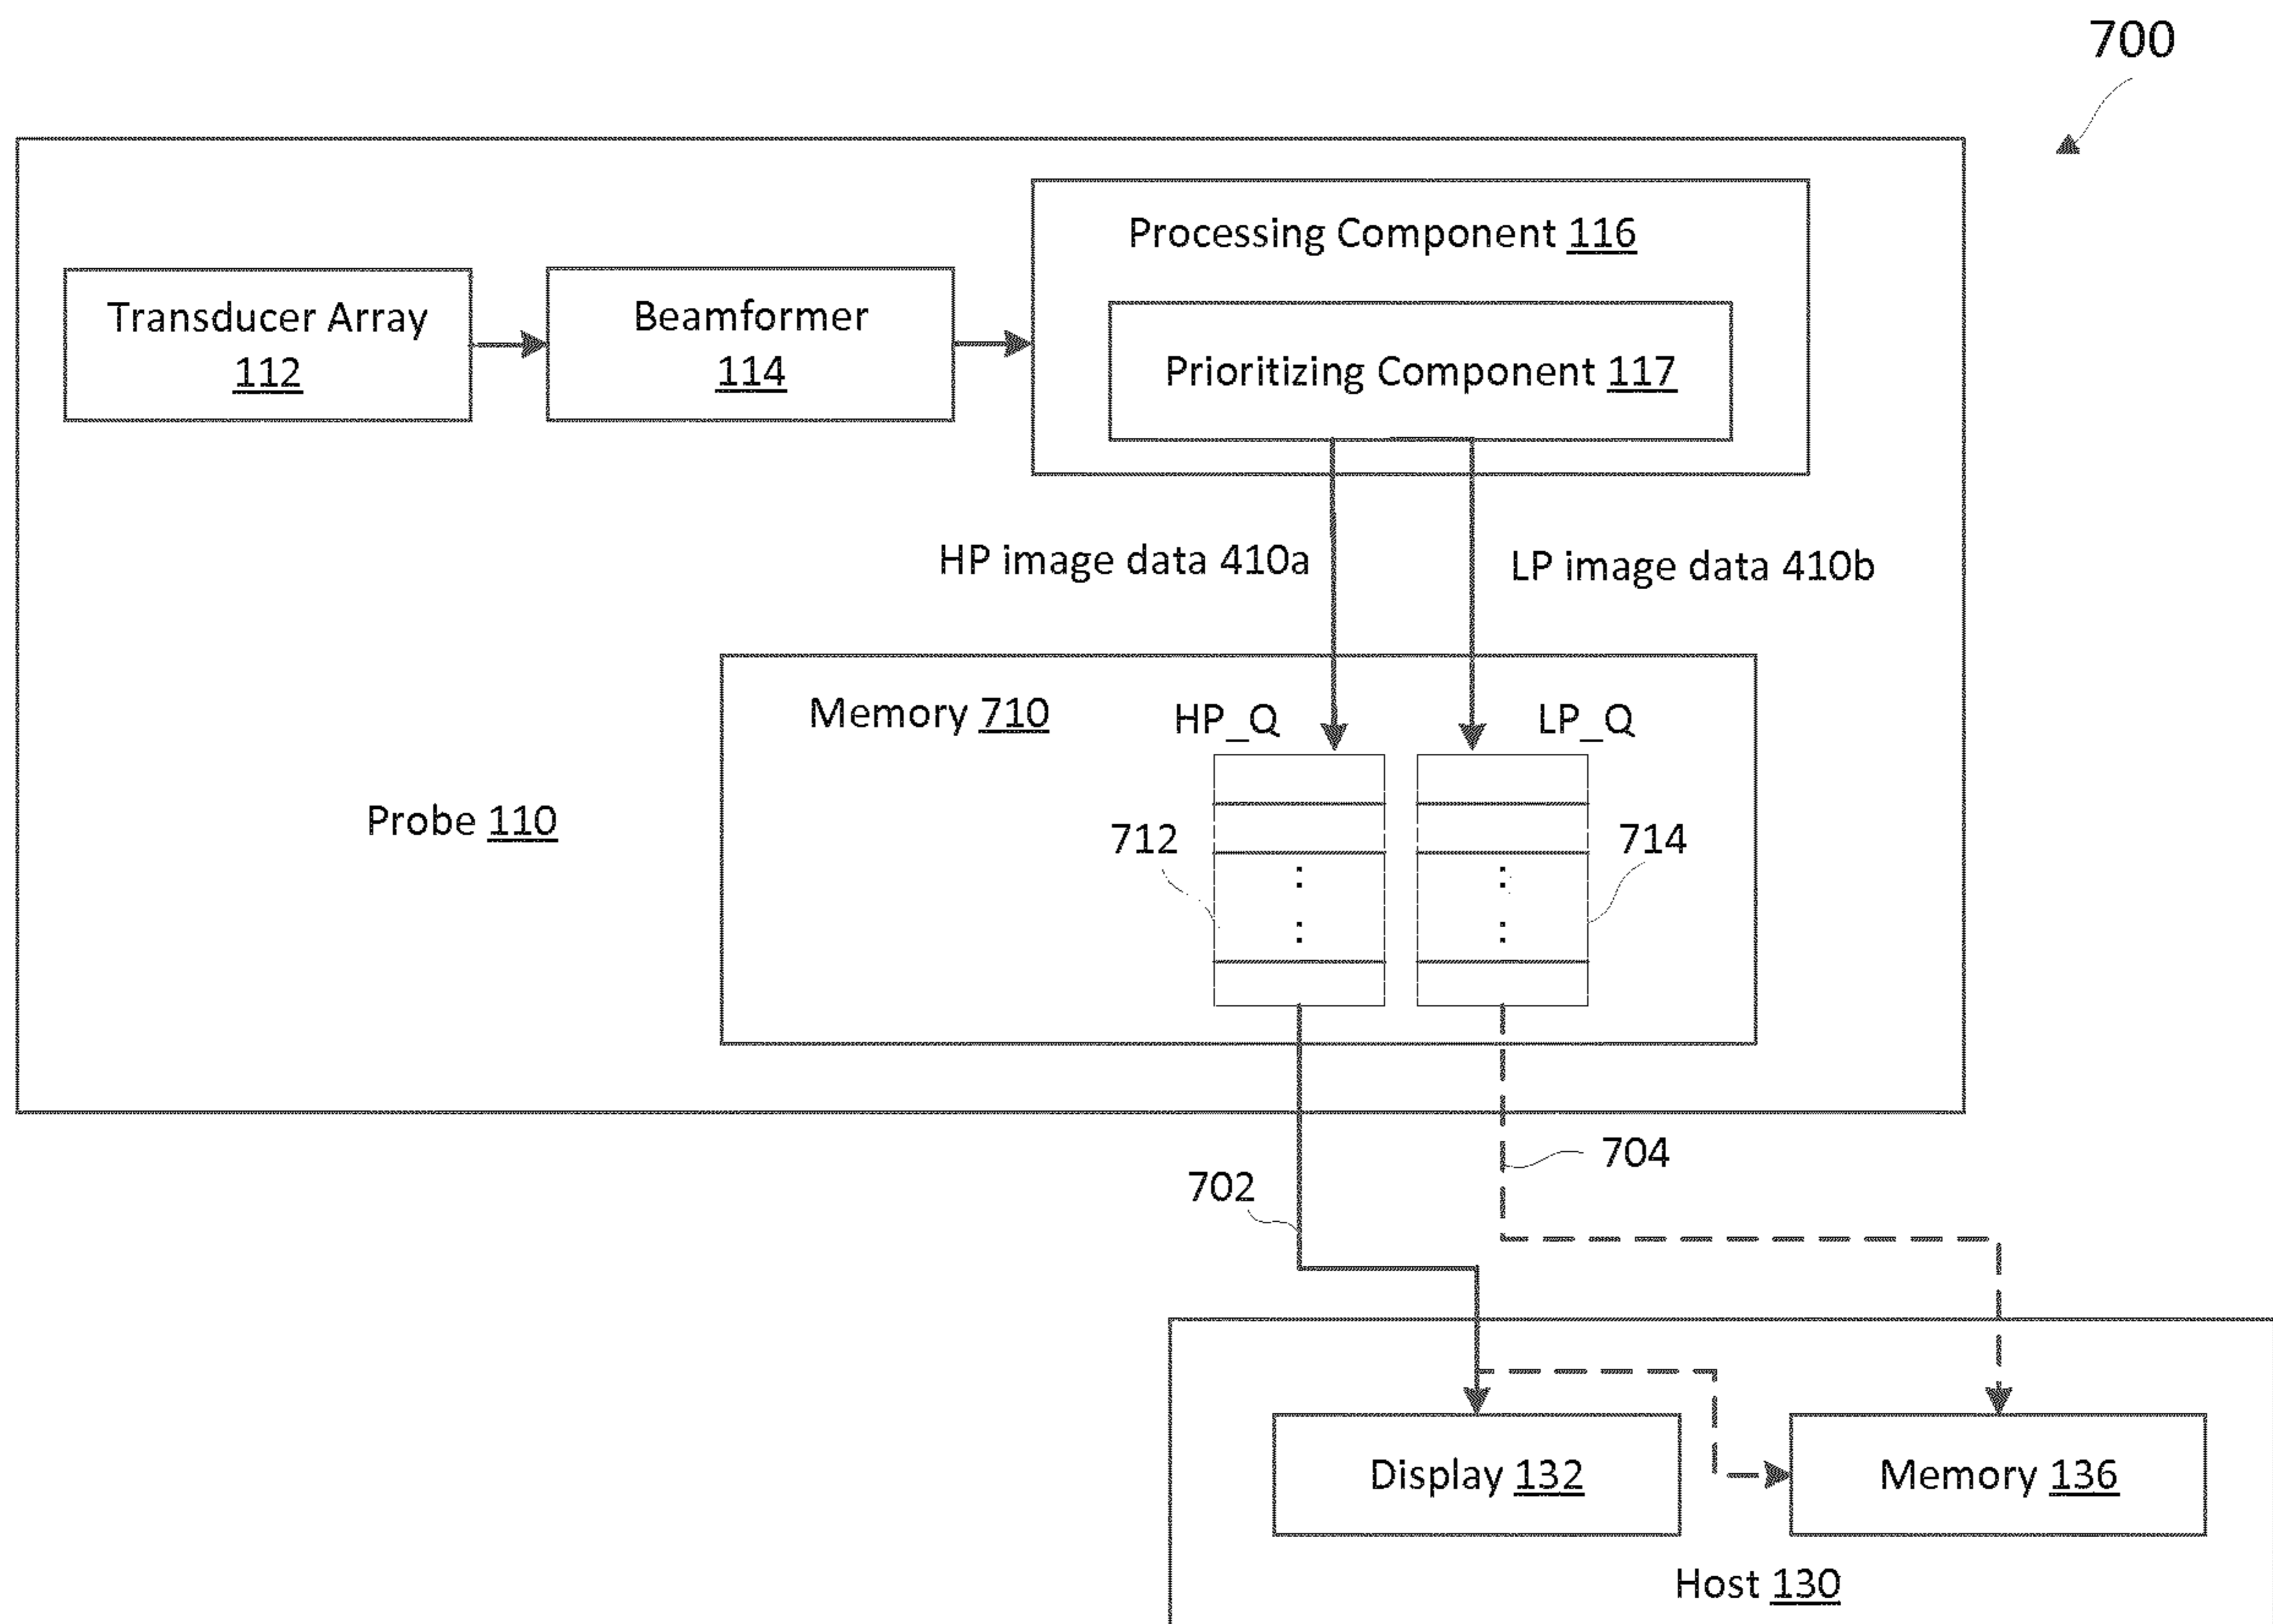 700
Processing Component 116
Transducer Array
112
Beamformer
114
Prioritizing Component 117
HP image data 410a
LP image data 410b
Memory 710
HP_Q
LP_Q
Probe 110
712
714
702
704
Display 132
Memory 136
Host 130